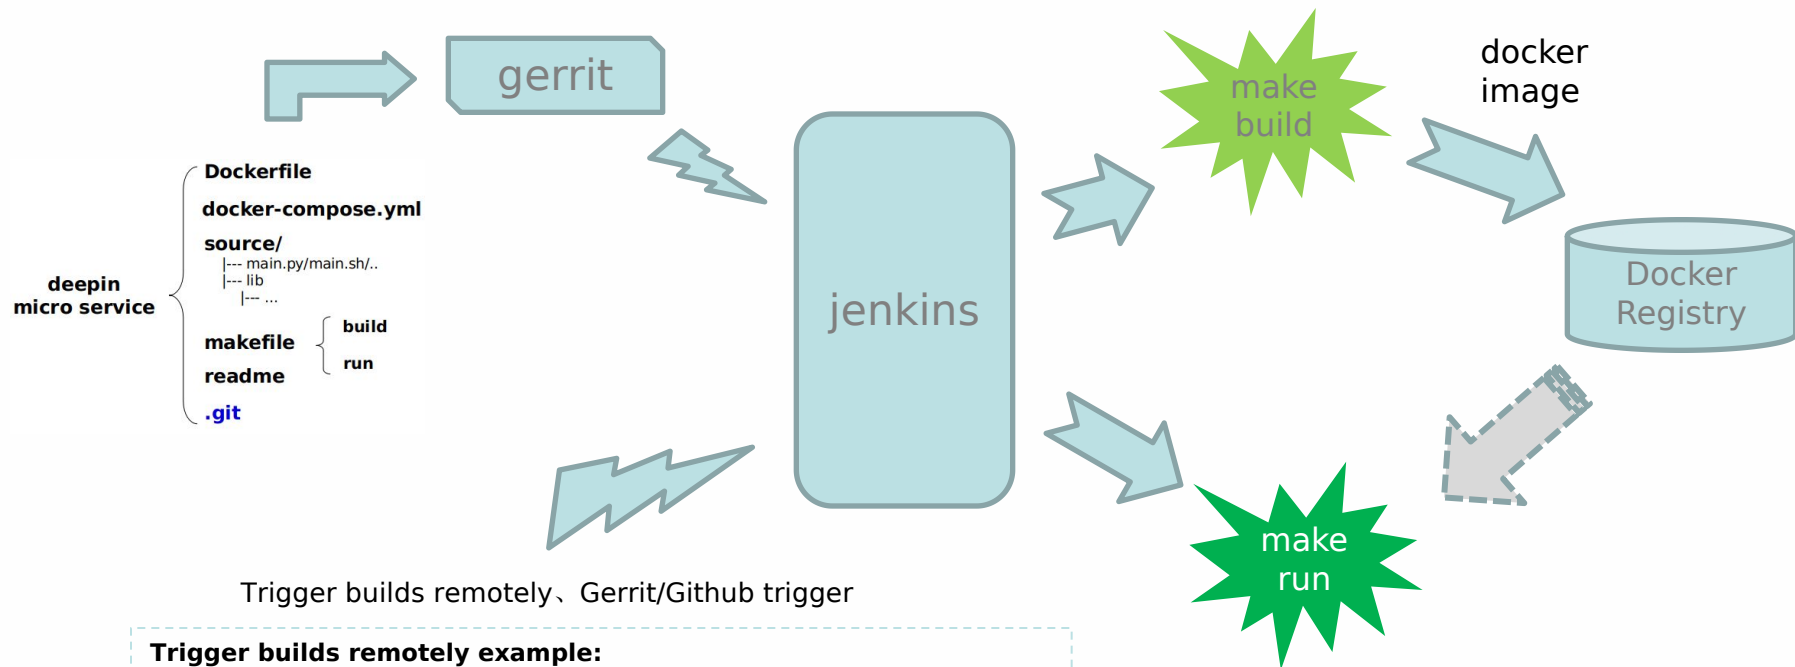 gerrit
make
build
docker
image
Dockerfile
docker-compose.yml
source/
|--- main.py/main.sh/..
|--- lib
|--- ...
deepin
micro service
makefile
build
run
readme
.git
jenkins
Docker
Registry
make
run
Trigger builds remotely、Gerrit/Github trigger
Trigger builds remotely example: